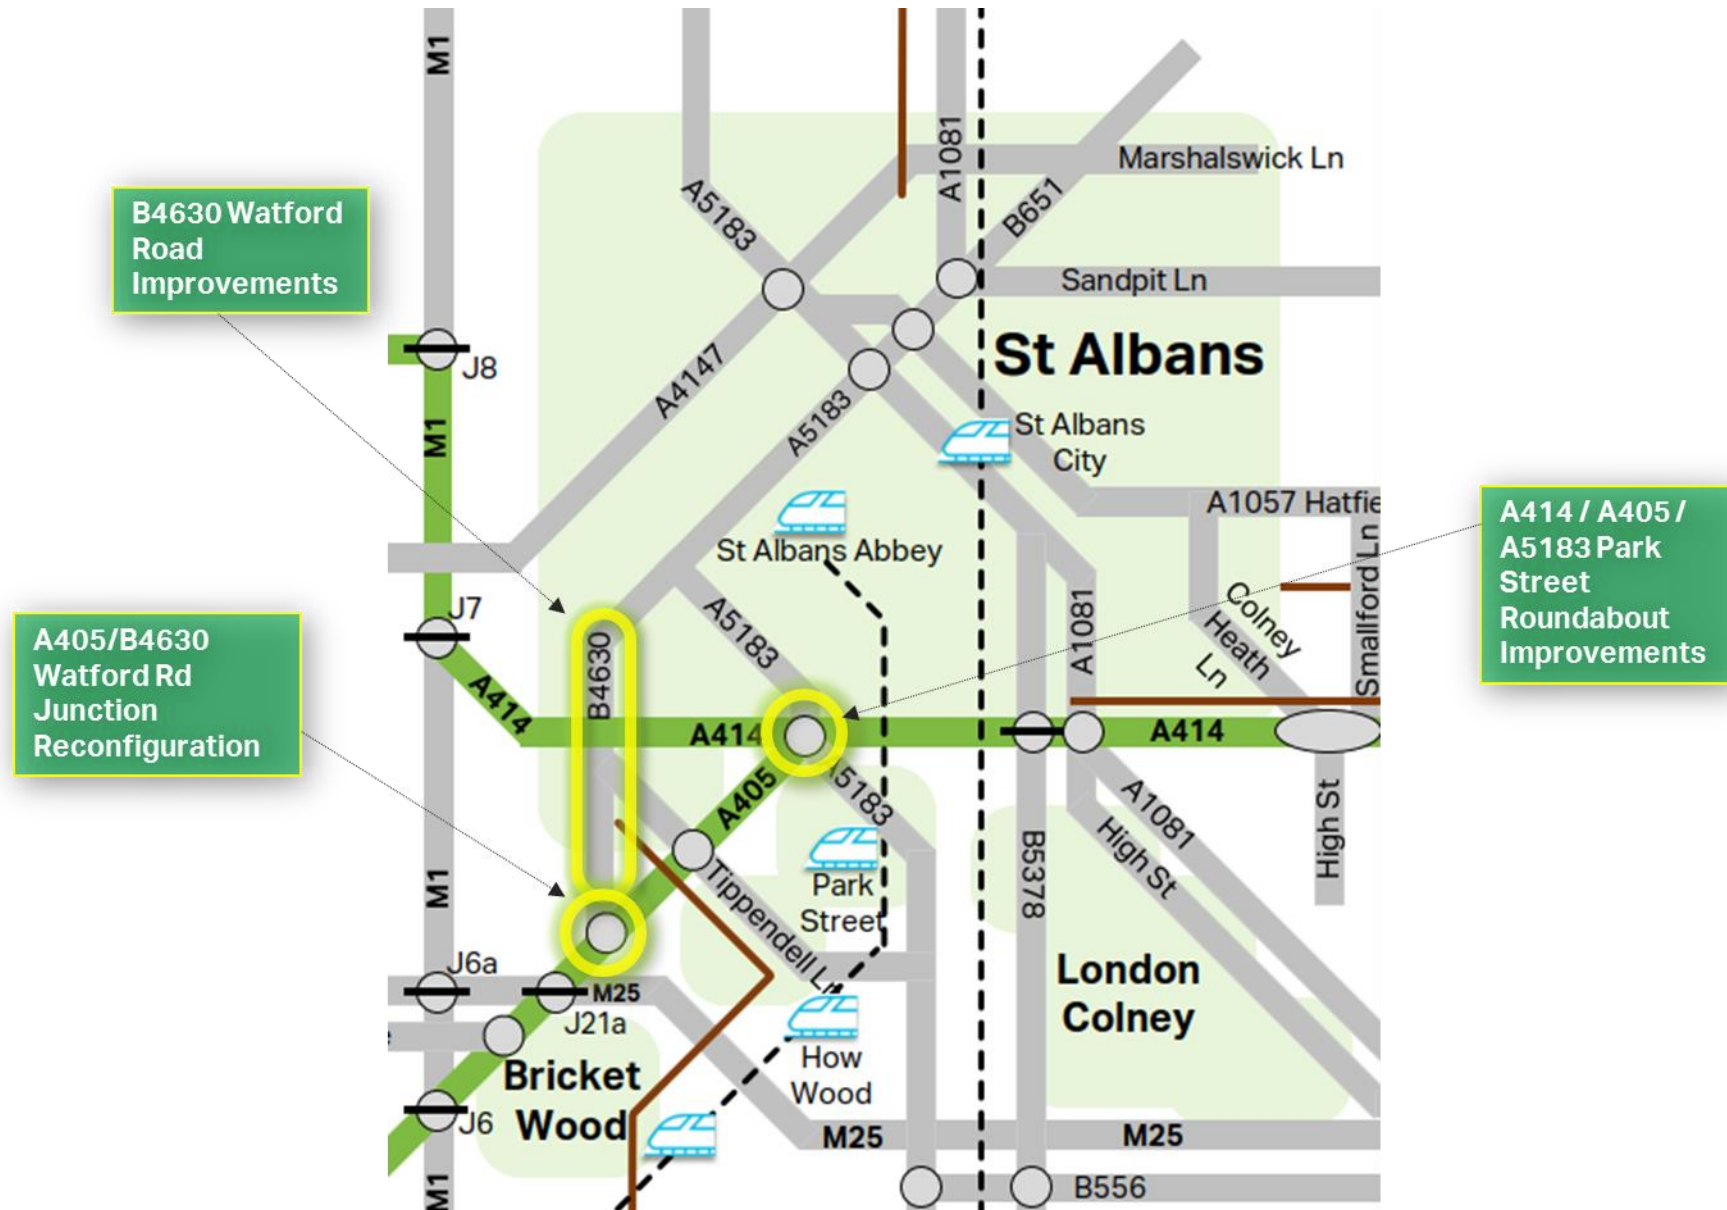 M1
A1081
Marshalswick Ln
A5183
B651
B4630 Watford
Road
Improvements
Sandpit Ln
St Albans
J8
A4147
M1
A5183
St Albans
City
A1057 Hatfie
St Albans Abbey
A414 / A405 /
A5183 Park
Street
Roundabout
Improvements
Smallford Ln
Colney
Heath
Ln
J7
A405/B4630
Watford Rd
Junction
Reconfiguration
A414
B4630
A5183
A1081
A414
A414
A405
A5183
A1081
High St
High St
B5378
M1
Park
Street
Tippendell Ln
J6a
M25
J21a
London
Colney
How
Wood
Bricket
Wood
J6
M25
M25
M1
B556